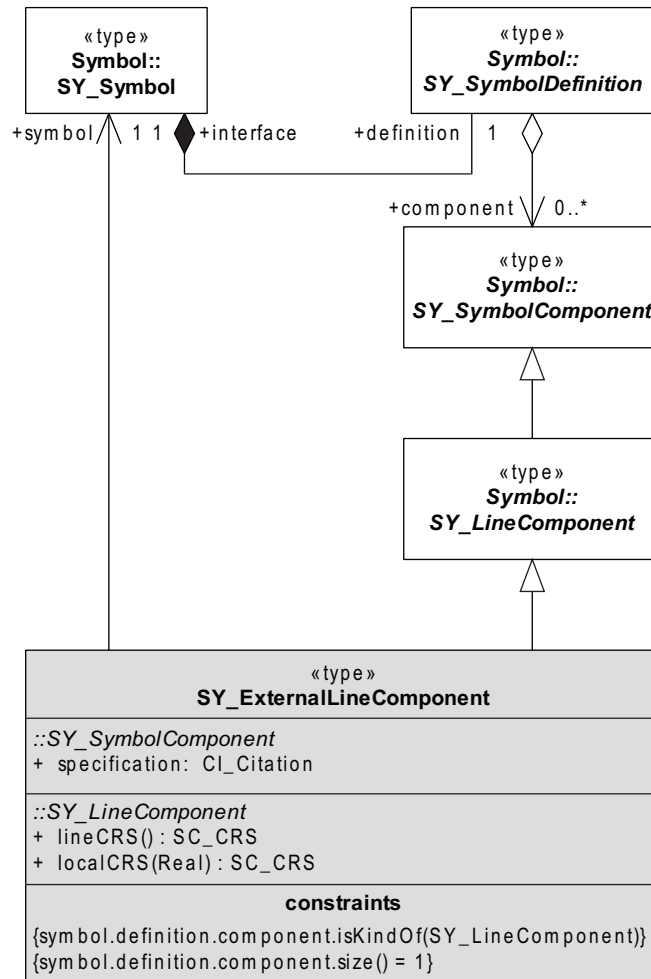 «type»
Symbol::
SY_Symbol
«type»
Symbol::
SY_SymbolDefinition
+symbol 1 1 +interface +definition 1
+component 0..*
«type»
Symbol::
SY_SymbolComponent
«type»
Symbol::
SY_LineComponent
«type»
SY_ExternalLineComponent
::SY_SymbolComponent
+ specification: CI_Citation
::SY_LineComponent
+ lineCRS() : SC_CRS
+ localCRS(Real) : SC_CRS
constraints
{symbol.definition.component.isKindOf(SY_LineComponent)}
{symbol.definition.component.size() = 1}